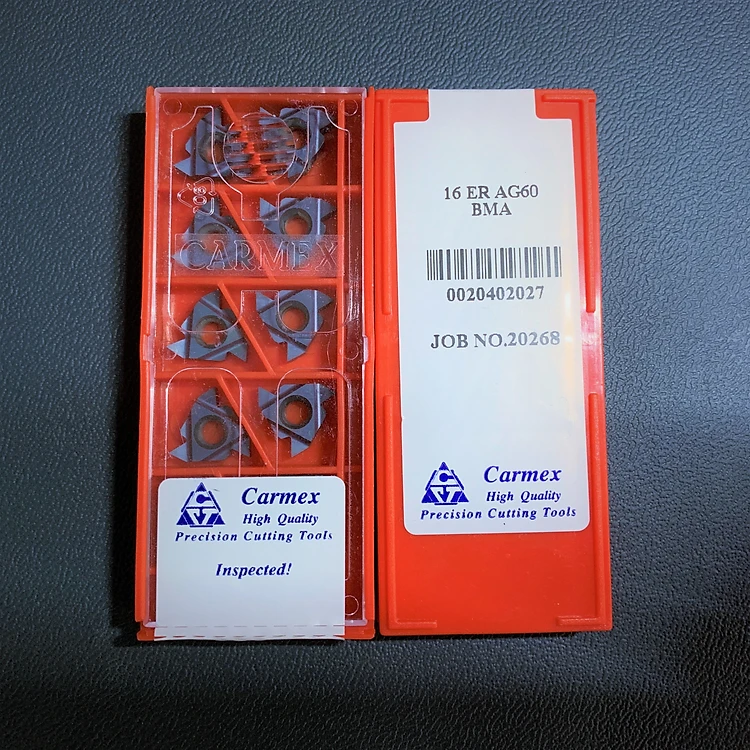 CARMEX
Carmex
High Quality
Precision Cutting Tools
Inspected!
16 ER AG60
BMA
0020402027
JOB NO.20268
Carmex
High Quality
Precision Cutting Tools